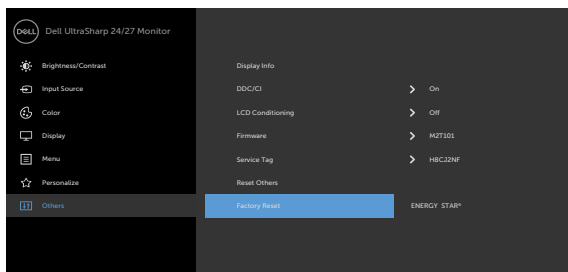 DELL Dell UltraSharp 24/27 Monitor
Brightness/Contrast Display Info
Input Source DDC/CI On
Color LCD Conditioning Off
Display Firmware M2T101
Menu Service Tag H8CJ2NF
Personalize Reset Others
Others Factory Reset ENERGY STAR®